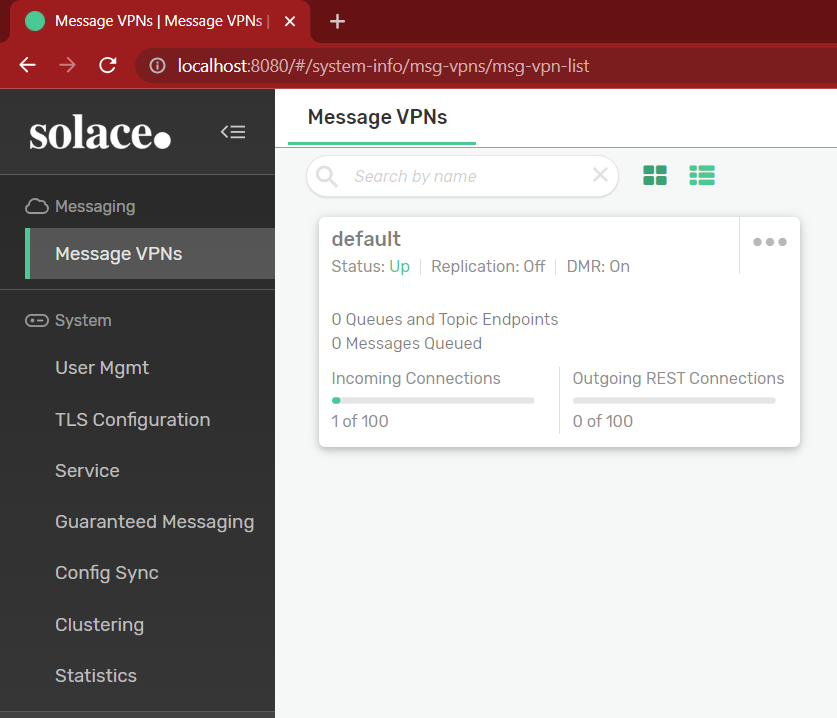 Message VPNs | Message VPNs |
localhost:8080/#/system-info/msg-vpns/msg-vpn-list
solace.
Messaging
Message VPNs
System
User Mgmt
TLS Configuration
Service
Guaranteed Messaging
Config Sync
Clustering
Statistics
Message VPNs
Search by name
default
Status: Up | Replication: Off | DMR: On
0 Queues and Topic Endpoints
0 Messages Queued
Incoming Connections
1 of 100
Outgoing REST Connections
0 of 100